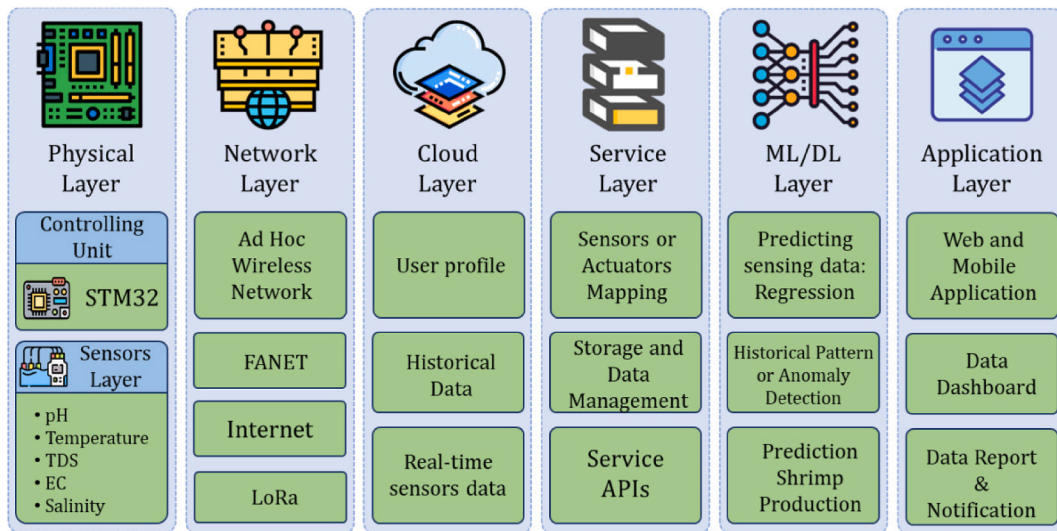 Physical
Layer
Controlling
Unit
STM32
Sensors
Layer
• pH
• Temperature
• TDS
• EC
• Salinity
Network
Layer
Ad Hoc
Wireless
Network
FANET
Internet
LoRa
Cloud
Layer
User profile
Historical
Data
Real-time
sensors data
Service
Layer
Sensors or
Actuators
Mapping
Storage and
Data
Management
Service
APIs
ML/DL
Layer
Predicting
sensing data:
Regression
Historical Pattern
or Anomaly
Detection
Prediction
Shrimp
Production
Application
Layer
Web and
Mobile
Application
Data
Dashboard
Data Report
&
Notification